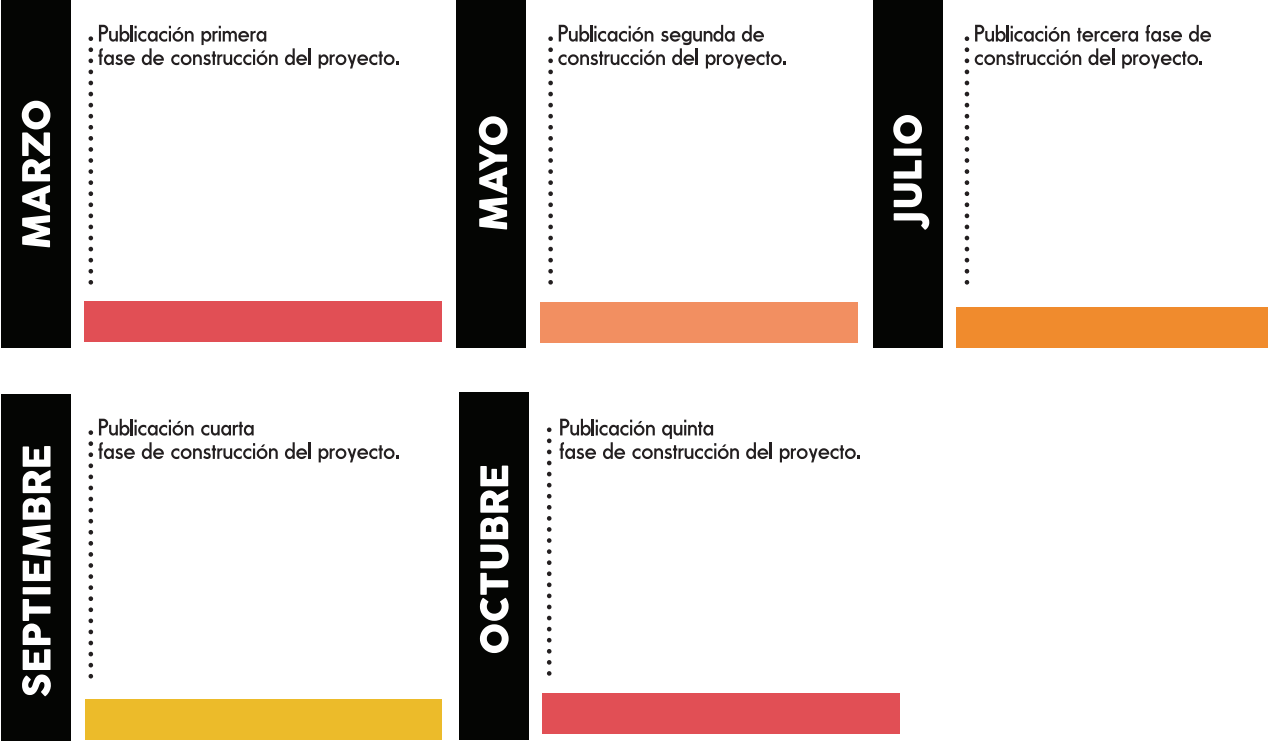 MARZO
Publicación primera
fase de construcción del proyecto.
MAYO
Publicación segunda de
construcción del proyecto.
JULIO
Publicación tercera fase de
construcción del proyecto.
SEPTIEMBRE
Publicación cuarta
fase de construcción del proyecto.
OCTUBRE
Publicación quinta
fase de construcción del proyecto.